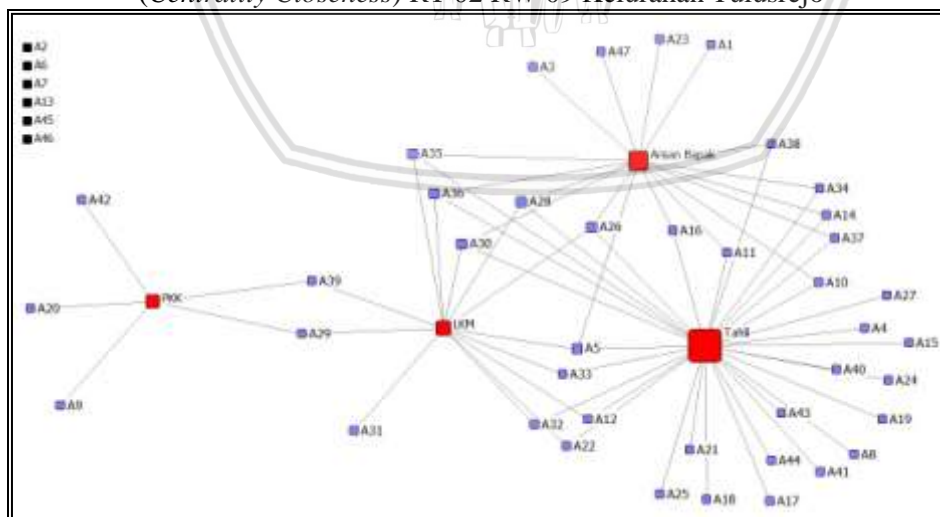 (Centrality Closeness) RT 02 RW 09 Kelurahan Tulusrejo
A2
A6
A7
A13
A45
A46
A23
A47
A1
A3
A35
Arisan Bapak
A38
A42
A36
A28
A34
A14
A26
A16
A37
A30
A11
A39
A10
A20
PKK
A27
A29
LKM
A5
Tahlil
A4
A15
A33
A40
A24
A9
A31
A32
A12
A43
A19
A22
A21
A44
A8
A41
A25
A18
A17